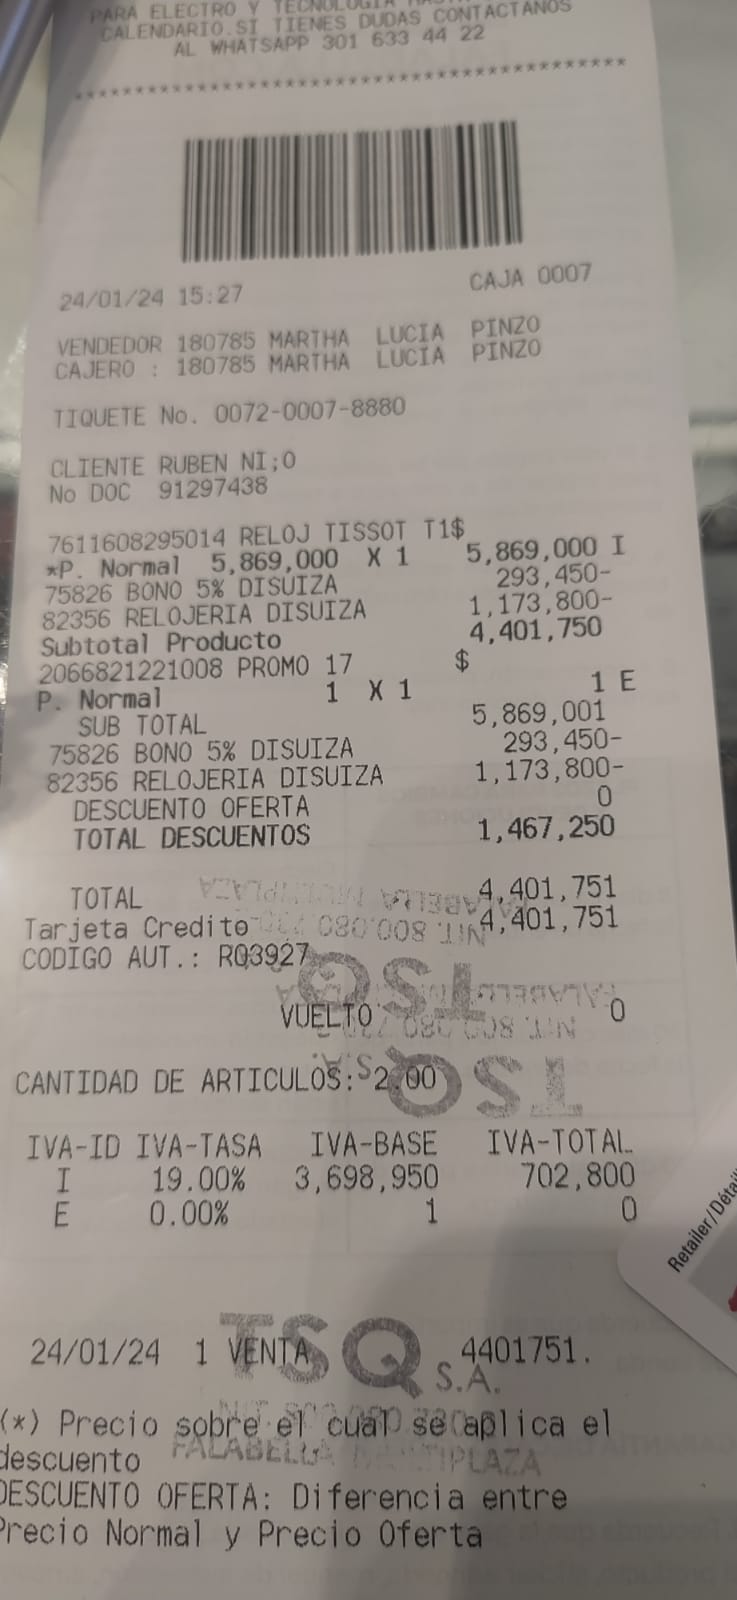 PARA ELECTRO Y TECNOLOGIA
CALENDARIO.SI TIENES DUDAS CONTACTANOS
AL WHATSAPP 301 633 44 22
24/01/24 15:27 CAJA 0007
VENDEDOR 180785 MARTHA LUCIA PINZO
CAJERO : 180785 MARTHA LUCIA PINZO
TIQUETE No. 0072-0007-8880
CLIENTE RUBEN NI;O
No DOC 91297438
7611608295014 RELOJ TISSOT T1$
*P. Normal 5,869,000 X 1 5,869,000 I
75826 BONO 5% DISUIZA 293,450-
82356 RELOJERIA DISUIZA 1,173,800-
Subtotal Producto 4,401,750
2066821221008 PROMO 17 $
P. Normal 1 X 1 1 E
SUB TOTAL 5,869,001
75826 BONO 5% DISUIZA 293,450-
82356 RELOJERIA DISUIZA 1,173,800-
DESCUENTO OFERTA 0
TOTAL DESCUENTOS 1,467,250
TOTAL 4,401,751
Tarjeta Credito 4,401,751
CODIGO AUT.: RQ3927
VUELTO 0
CANTIDAD DE ARTICULOS: 2.00
IVA-ID IVA-TASA IVA-BASE IVA-TOTAL
I 19.00% 3,698,950 702,800
E 0.00% 1 0
Retailer/Détai
TSQ S.A.
24/01/24 1 VENTA 4401751.
FALABELLA MULTIPLAZA
(*) Precio sobre el cual se aplica el
descuento
DESCUENTO OFERTA: Diferencia entre
Precio Normal y Precio Oferta